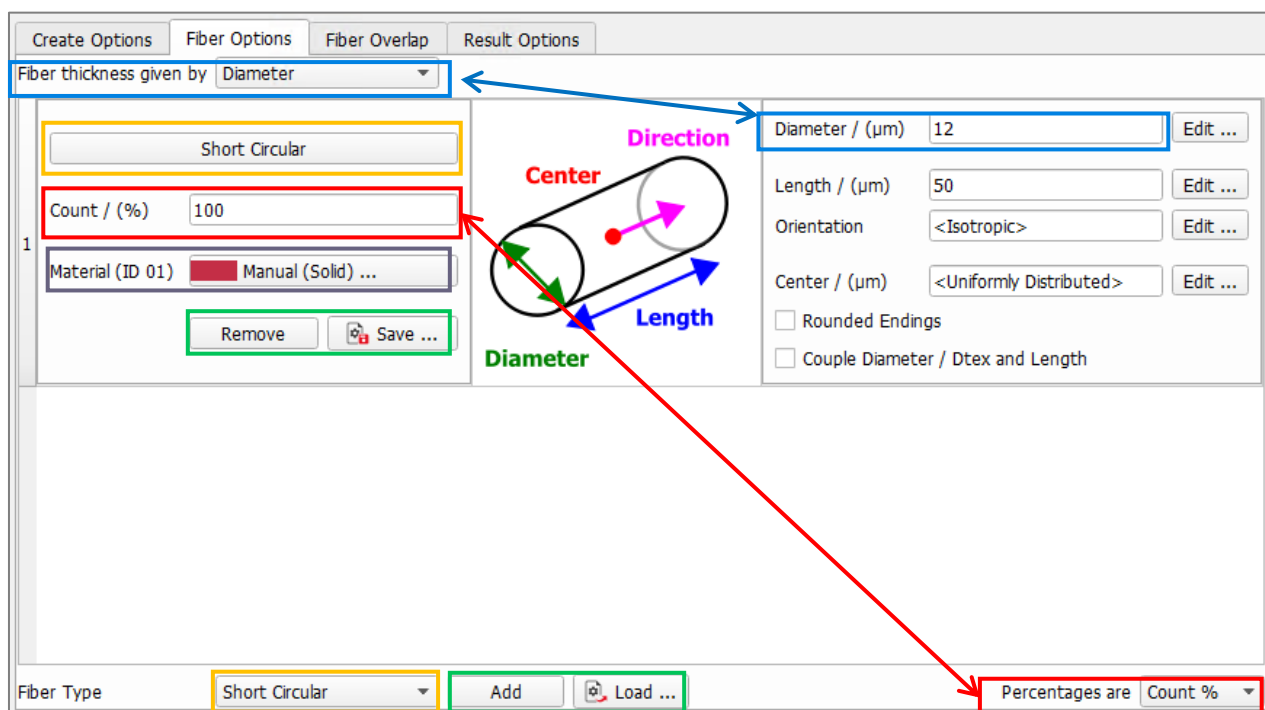 Create Options Fiber Options Fiber Overlap Result Options
Fiber thickness given by Diameter
1
Short Circular
Count / (%) 100
Material (ID 01) Manual (Solid) ...
Remove Save ...
Direction
Center
Length
Diameter
Diameter / (µm) 12 Edit ...
Length / (µm) 50 Edit ...
Orientation <Isotropic> Edit ...
Center / (µm) <Uniformly Distributed> Edit ...
Rounded Endings
Couple Diameter / Dtex and Length
Fiber Type Short Circular Add Load ... Percentages are Count %